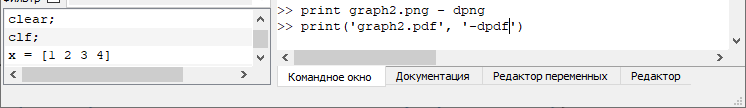 Фильтр
clear;
clf;
x = [1 2 3 4]
>> print graph2.png - dpng
>> print('graph2.pdf', '-dpdf')
Командное окно
Документация
Редактор переменных
Редактор